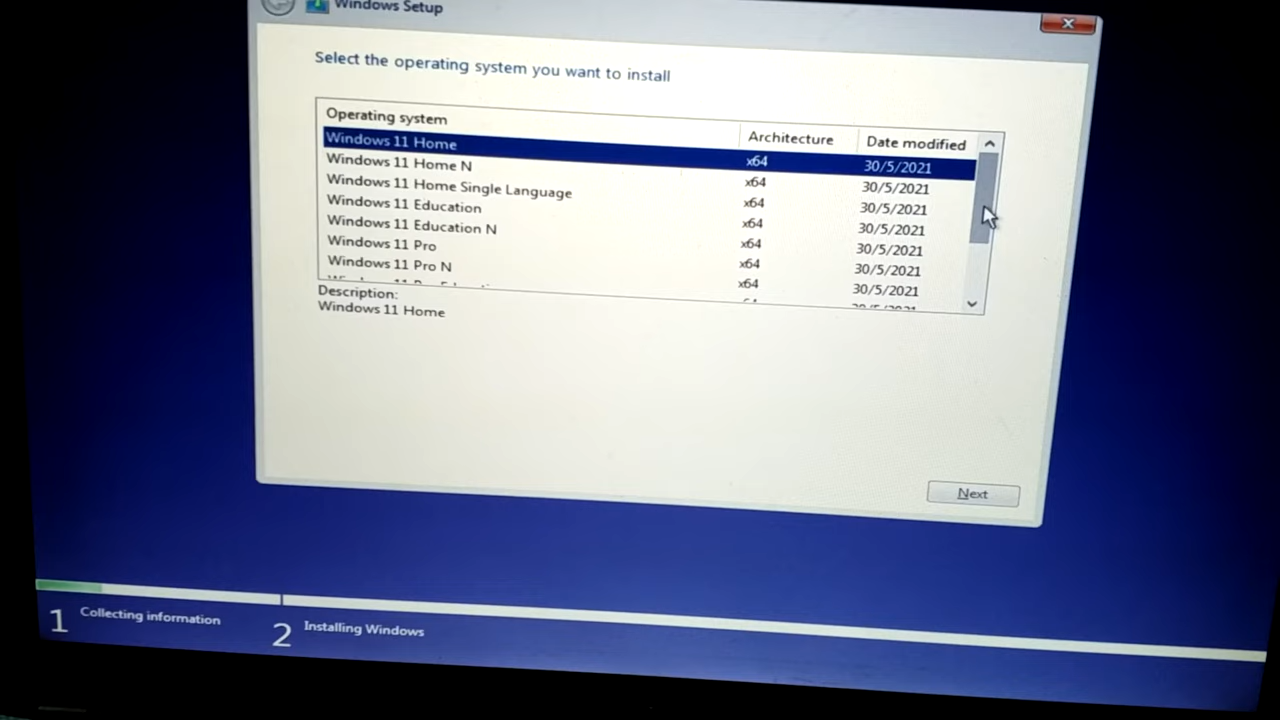 Windows Setup
Select the operating system you want to install
Operating system Architecture Date modified
Windows 11 Home x64 30/5/2021
Windows 11 Home N x64 30/5/2021
Windows 11 Home Single Language x64 30/5/2021
Windows 11 Education x64 30/5/2021
Windows 11 Education N x64 30/5/2021
Windows 11 Pro x64 30/5/2021
Windows 11 Pro N x64 30/5/2021
Description:
Windows 11 Home
Next
1 Collecting information
2 Installing Windows